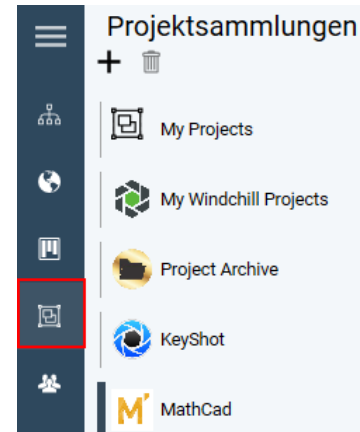 Projektsammlungen
My Projects
My Windchill Projects
Project Archive
KeyShot
M´ MathCad